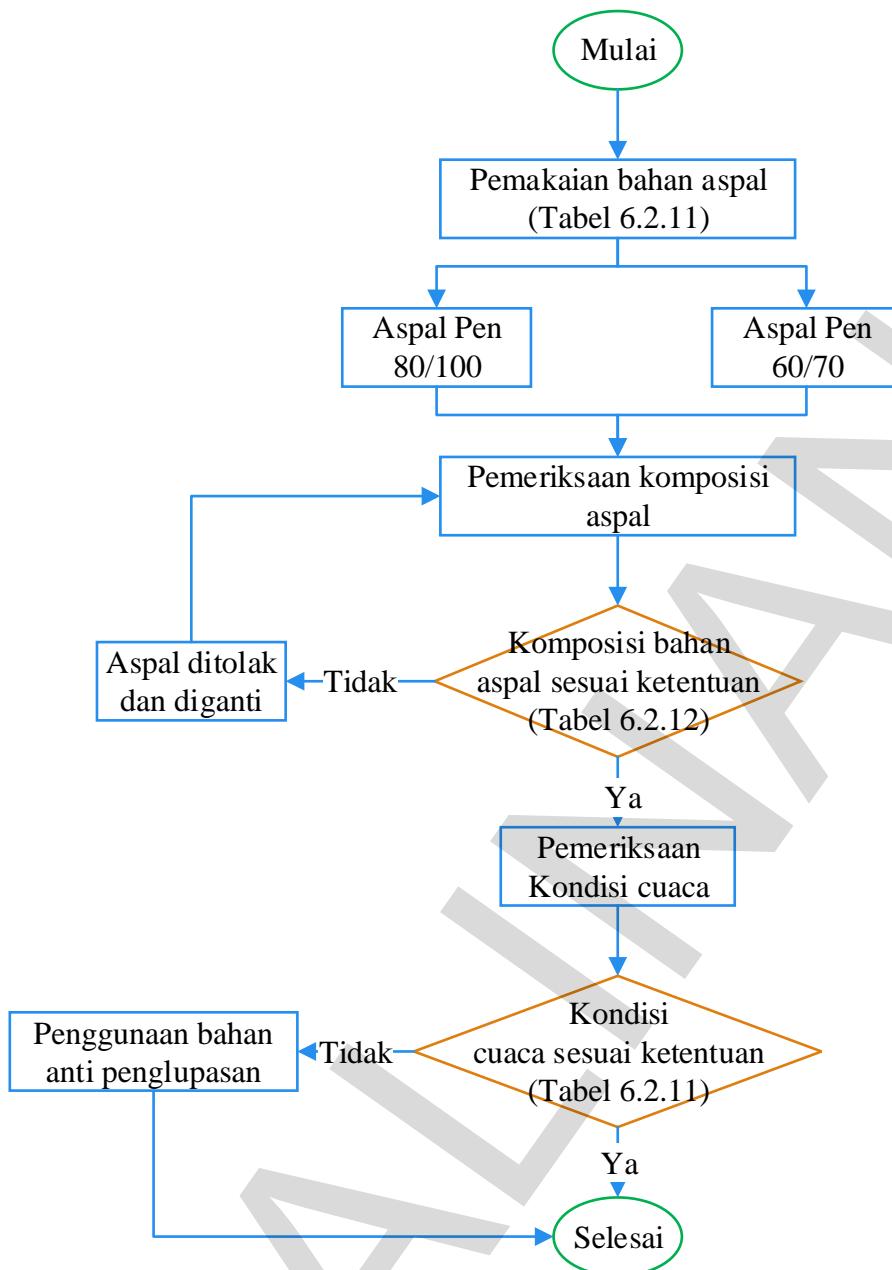 Mulai
Pemakaian bahan aspal
(Tabel 6.2.11)
Aspal Pen
80/100
Aspal Pen
60/70
Pemeriksaan komposisi
aspal
Komposisi bahan
aspal sesuai ketentuan
(Tabel 6.2.12)
Tidak
Aspal ditolak
dan diganti
Ya
Pemeriksaan
Kondisi cuaca
Kondisi
cuaca sesuai ketentuan
(Tabel 6.2.11)
Tidak
Penggunaan bahan
anti penglupasan
Ya
Selesai